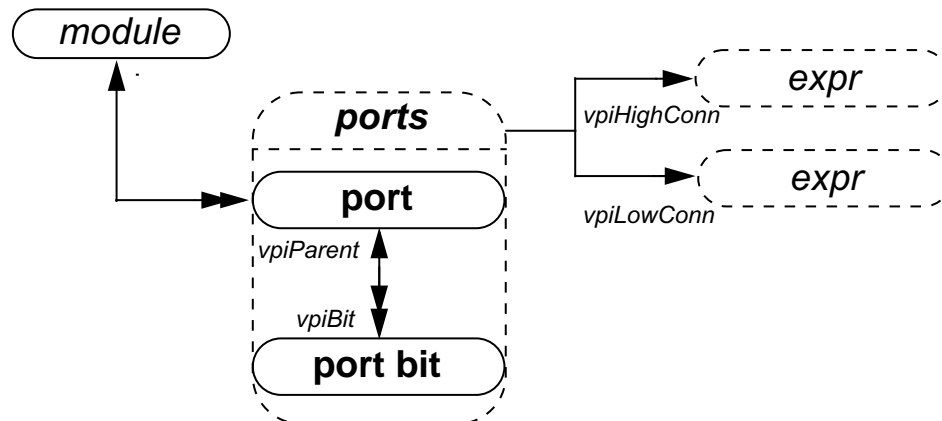 module
expr
ports
vpiHighConn
expr
port
vpiLowConn
vpiParent
vpiBit
port bit